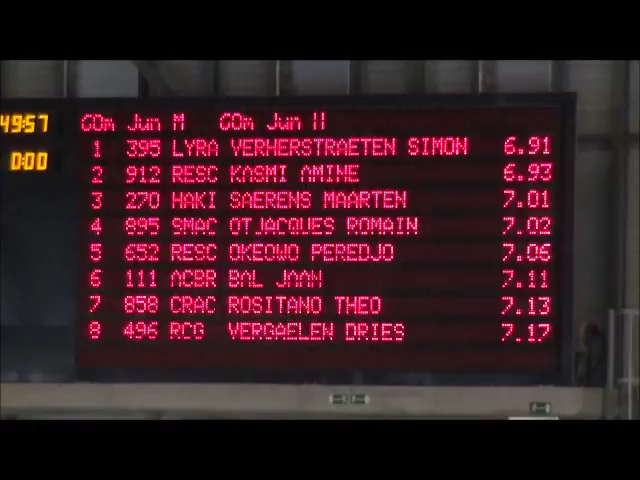 49:57
0:00
60m Jun M 60m Jun H
1 395 LYRA VERHERSTRAETEN SIMON 6.91
2 912 RESC KASMI AMINE 6.93
3 270 HAKI SAERENS MAARTEN 7.01
4 895 SMAC OTJACQUES ROMAIN 7.02
5 652 RESC OKEOWO PEREDJO 7.06
6 111 ACBR BAL JAAN 7.11
7 858 CRAC ROSITANO THEO 7.13
8 496 RCG VERGAELEN DRIES 7.17